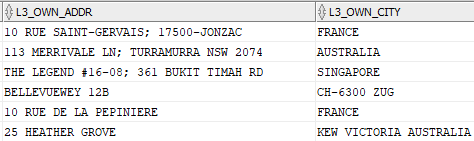 L3_OWN_ADDR L3_OWN_CITY
10 RUE SAINT-GERVAIS; 17500-JONZAC FRANCE
113 MERRIVALE LN; TURRAMURRA NSW 2074 AUSTRALIA
THE LEGEND #16-08; 361 BUKIT TIMAH RD SINGAPORE
BELLEVUEWEY 12B CH-6300 ZUG
10 RUE DE LA PEPINIERE FRANCE
25 HEATHER GROVE KEW VICTORIA AUSTRALIA